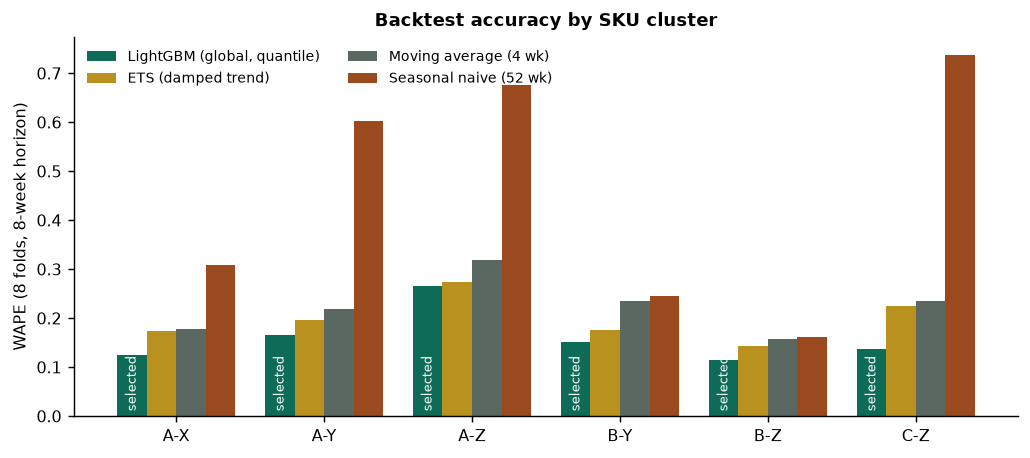 Backtest accuracy by SKU cluster
LightGBM (global, quantile)
ETS (damped trend)
Moving average (4 wk)
Seasonal naive (52 wk)
WAPE (8 folds, 8-week horizon)
0.7
0.6
0.5
0.4
0.3
0.2
0.1
0.0
selected
selected
selected
selected
selected
selected
A-X
A-Y
A-Z
B-Y
B-Z
C-Z